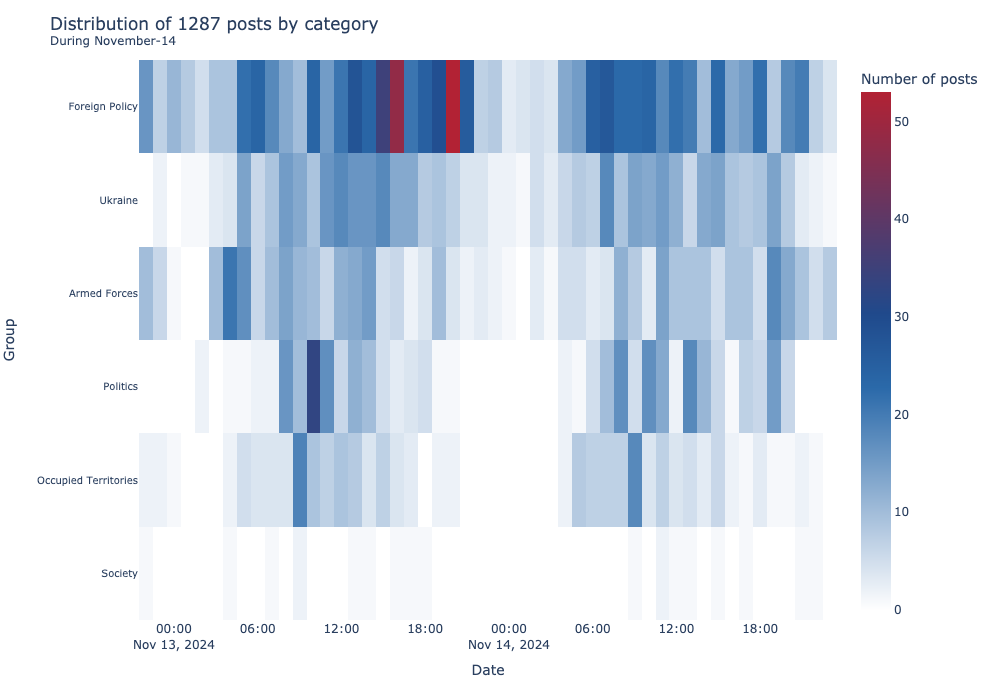 Distribution of 1287 posts by category
During November-14
Number of posts
Foreign Policy
Ukraine
Armed Forces
Politics
Occupied Territories
Society
Group
50
40
30
20
10
0
00:00 06:00 12:00 18:00 00:00 06:00 12:00 18:00
Nov 13, 2024 Nov 14, 2024
Date